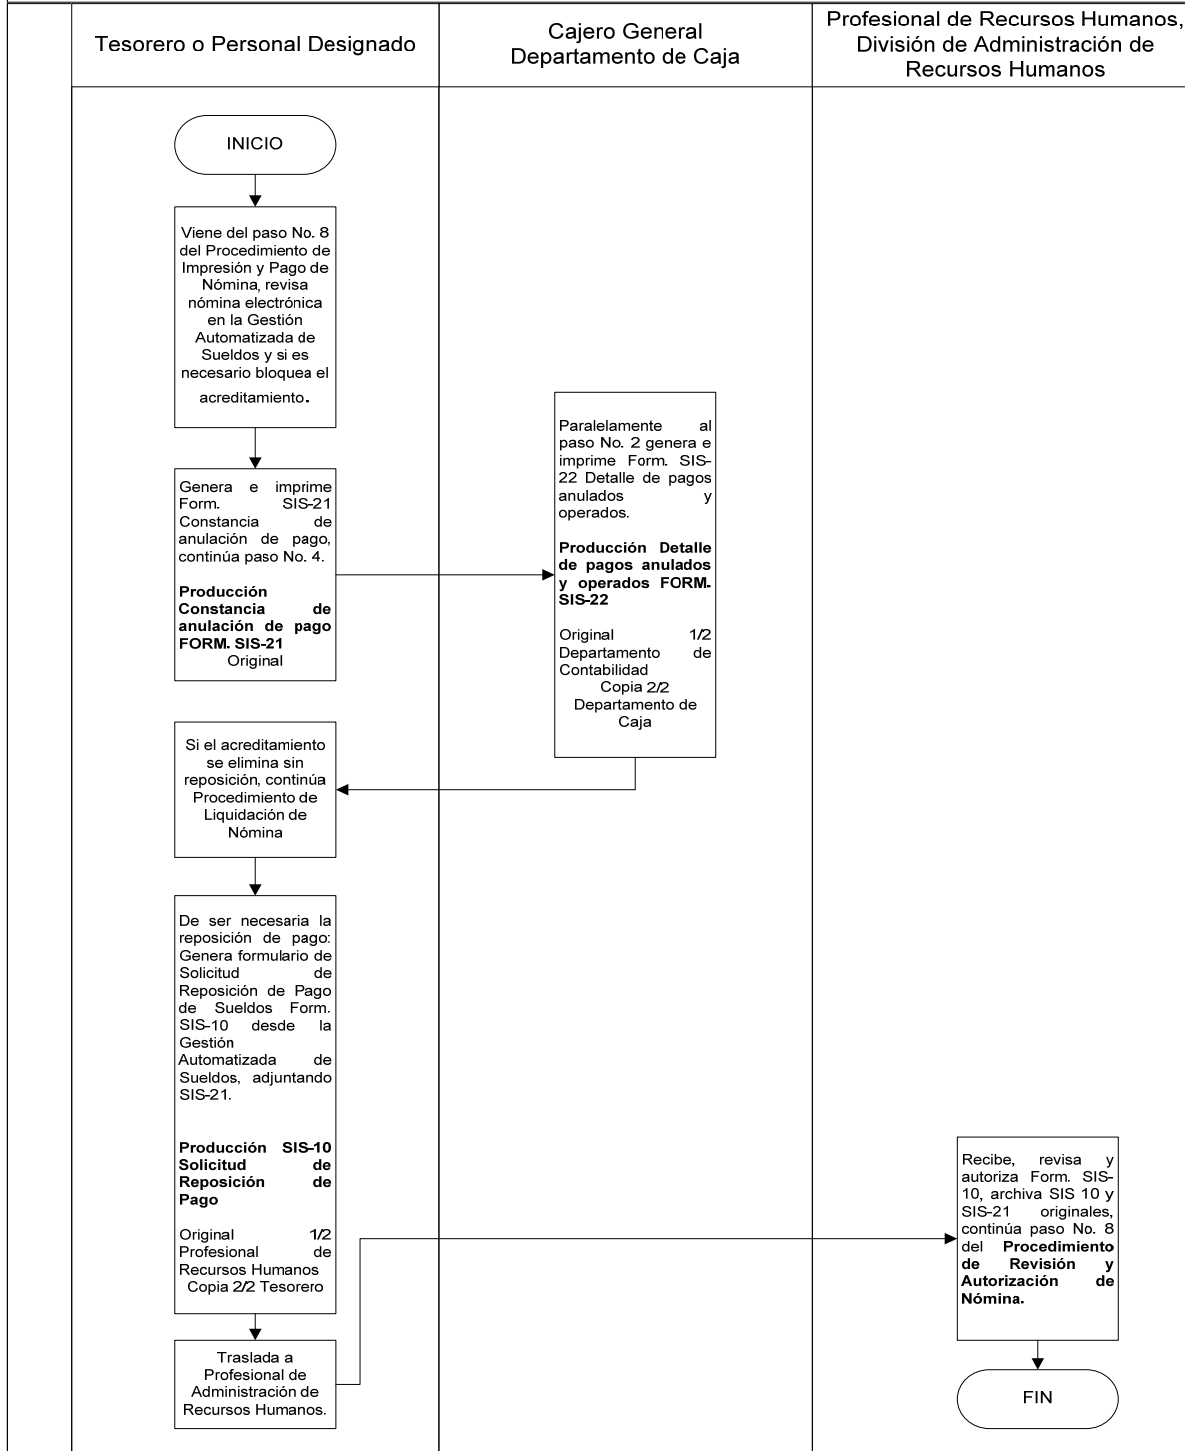 Tesorero o Personal Designado
Cajero General
Departamento de Caja
Profesional de Recursos Humanos,
División de Administración de
Recursos Humanos
INICIO
Viene del paso No. 8
del Procedimiento de
Impresión y Pago de
Nómina, revisa
nómina electrónica
en la Gestión
Automatizada de
Sueldos y si es
necesario bloquea el
acreditamiento.
Genera e imprime
Form. SIS-21
Constancia de
anulación de pago,
continúa paso No. 4.
Producción
Constancia de
anulación de pago
FORM. SIS-21
Original
Paralelamente al
paso No. 2 genera e
imprime Form. SIS-
22 Detalle de pagos
anulados y
operados.
Producción Detalle
de pagos anulados
y operados FORM.
SIS-22
Original 1/2
Departamento de
Contabilidad
Copia 2/2
Departamento de
Caja
Si el acreditamiento
se elimina sin
reposición, continúa
Procedimiento de
Liquidación de
Nómina
De ser necesaria la
reposición de pago:
Genera formulario de
Solicitud de
Reposición de Pago
de Sueldos Form.
SIS-10 desde la
Gestión
Automatizada de
Sueldos, adjuntando
SIS-21.
Producción SIS-10
Solicitud de
Reposición de
Pago
Original 1/2
Profesional de
Recursos Humanos
Copia 2/2 Tesorero
Traslada a
Profesional de
Administración de
Recursos Humanos.
Recibe, revisa y
autoriza Form. SIS-
10, archiva SIS 10 y
SIS-21 originales,
continúa paso No. 8
del Procedimiento
de Revisión y
Autorización de
Nómina.
FIN